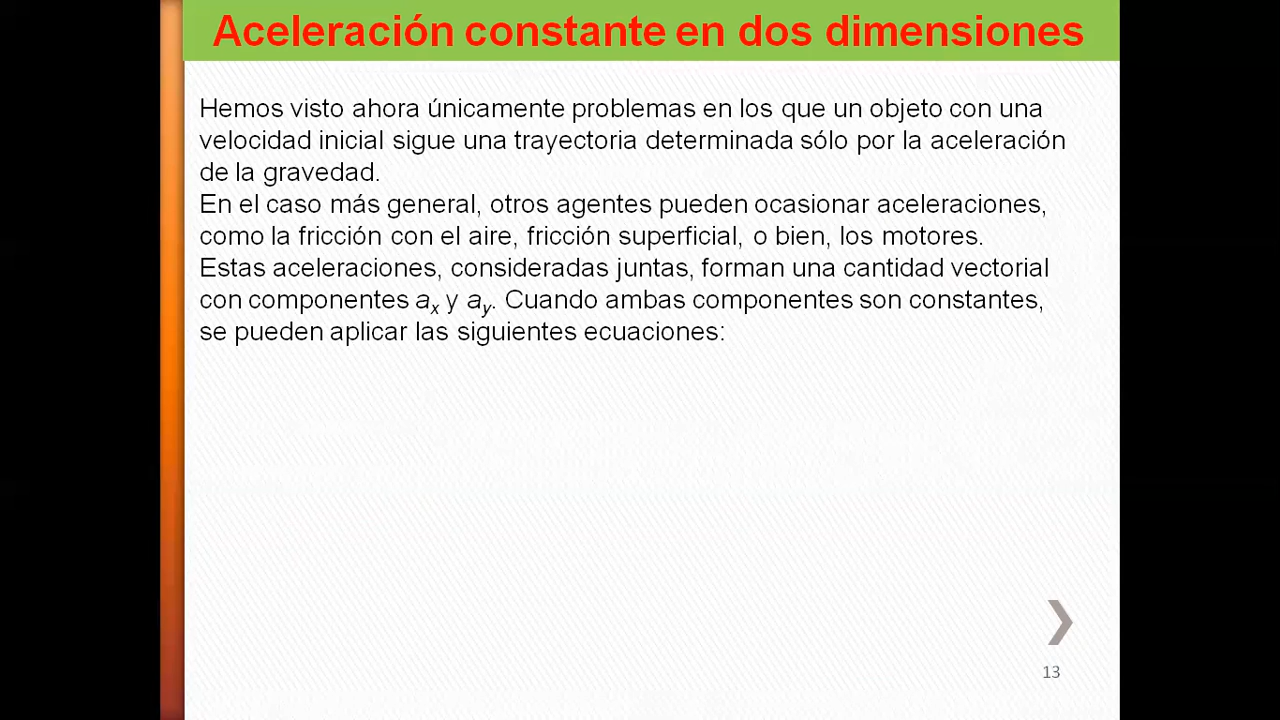 Aceleración constante en dos dimensiones
Hemos visto ahora únicamente problemas en los que un objeto con una
velocidad inicial sigue una trayectoria determinada sólo por la aceleración
de la gravedad.
En el caso más general, otros agentes pueden ocasionar aceleraciones,
como la fricción con el aire, fricción superficial, o bien, los motores.
Estas aceleraciones, consideradas juntas, forman una cantidad vectorial
con componentes ax y ay. Cuando ambas componentes son constantes,
se pueden aplicar las siguientes ecuaciones:
13